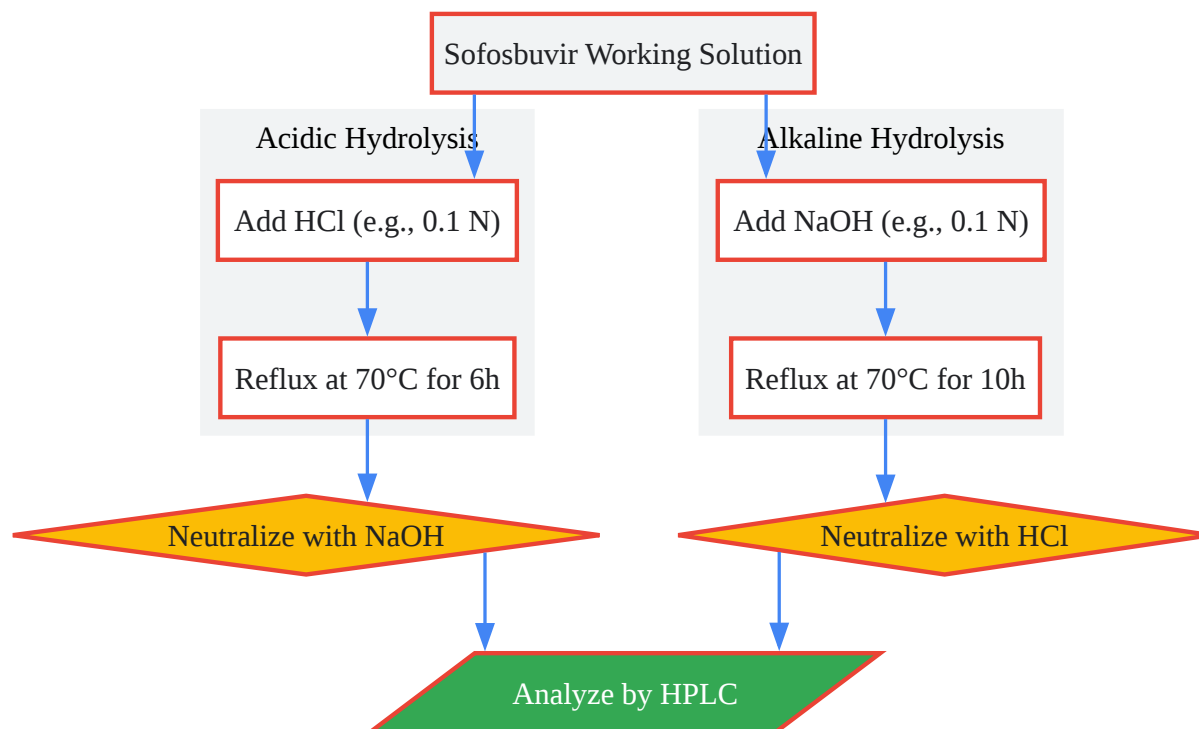 Sofosbuvir Working Solution
Acidic Hydrolysis
Alkaline Hydrolysis
Add HCl (e.g., 0.1 N)
Add NaOH (e.g., 0.1 N)
Reflux at 70°C for 6h
Reflux at 70°C for 10h
Neutralize with NaOH
Neutralize with HCl
Analyze by HPLC